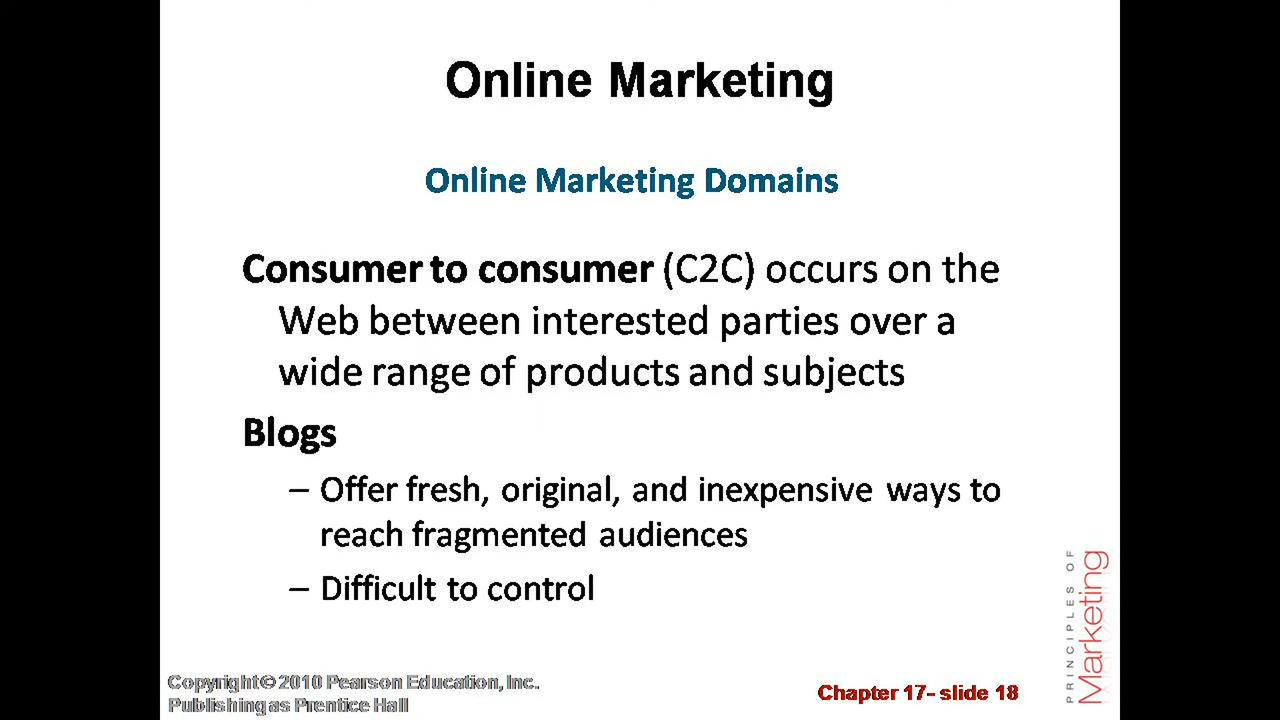 Online Marketing
Online Marketing Domains
Consumer to consumer (C2C) occurs on the
Web between interested parties over a
wide range of products and subjects
Blogs
– Offer fresh, original, and inexpensive ways to
reach fragmented audiences
– Difficult to control
PRINCIPLES OF
Marketing
Copyright © 2010 Pearson Education, Inc.
Publishing as Prentice Hall
Chapter 17- slide 18